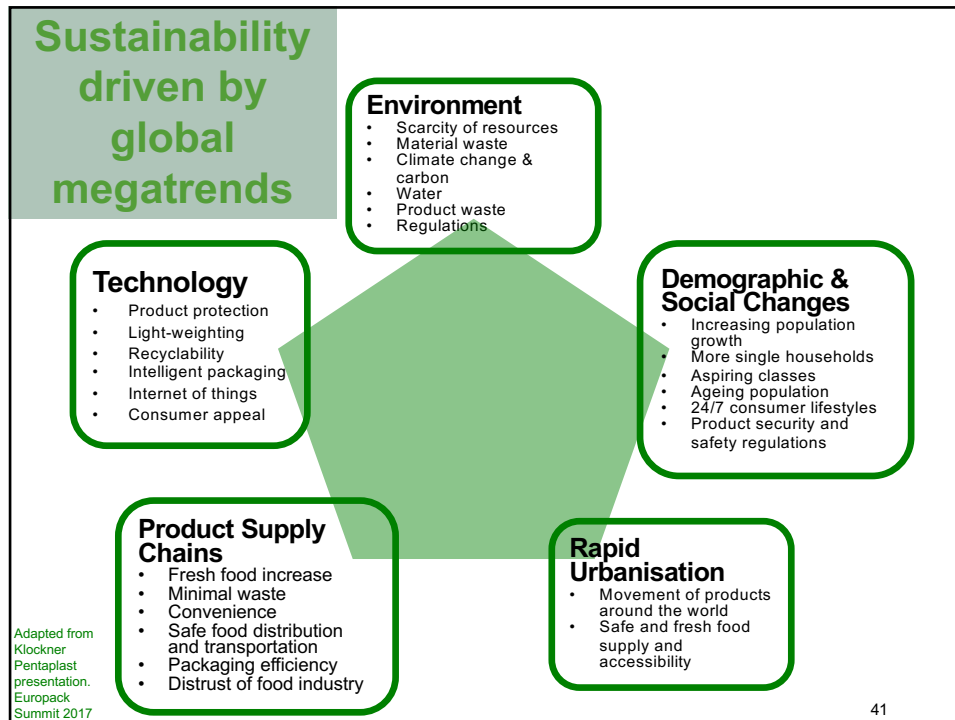 Sustainability
driven by
global
megatrends
Environment
• Scarcity of resources
• Material waste
• Climate change &
carbon
• Water
• Product waste
• Regulations
Technology
• Product protection
• Light-weighting
• Recyclability
• Intelligent packaging
• Internet of things
• Consumer appeal
Demographic &
Social Changes
• Increasing population
growth
• More single households
• Aspiring classes
• Ageing population
• 24/7 consumer lifestyles
• Product security and
safety regulations
Product Supply
Chains
• Fresh food increase
• Minimal waste
• Convenience
• Safe food distribution
and transportation
• Packaging efficiency
• Distrust of food industry
Rapid
Urbanisation
• Movement of products
around the world
• Safe and fresh food
supply and
accessibility
Adapted from
Klockner
Pentaplast
presentation.
Europack
Summit 2017
41